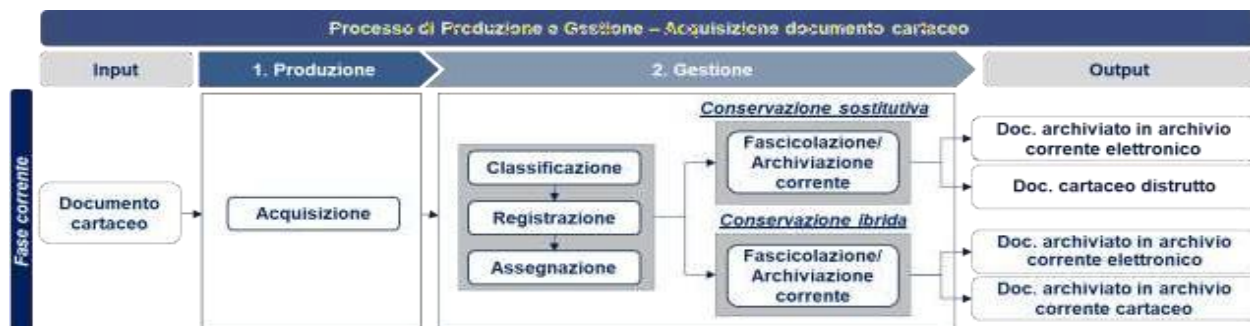 Processo di Produzione e Gestione – Acquisizione documento cartaceo
Input
1. Produzione
2. Gestione
Output
Fase corrente
Documento
cartaceo
Acquisizione
Classificazione
Registrazione
Assegnazione
Conservazione sostitutiva
Fascicolazione/
Archiviazione
corrente
Conservazione ibrida
Fascicolazione/
Archiviazione
corrente
Doc. archiviato in archivio
corrente elettronico
Doc. cartaceo distrutto
Doc. archiviato in archivio
corrente elettronico
Doc. archiviato in archivio
corrente cartaceo